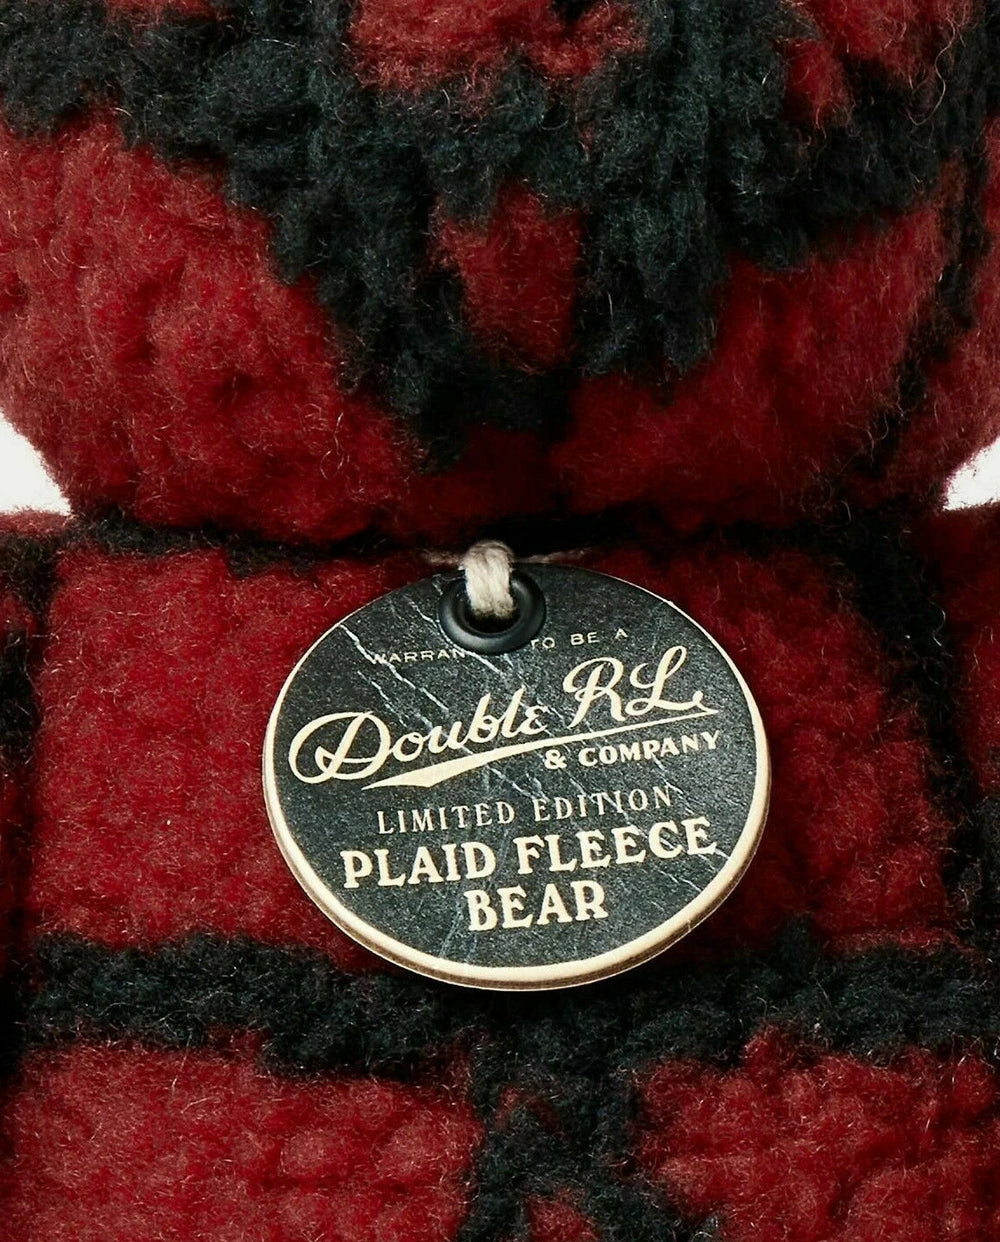 WARRAN TO BE A
Double RL
& COMPANY
LIMITED EDITION
PLAID FLEECE
BEAR